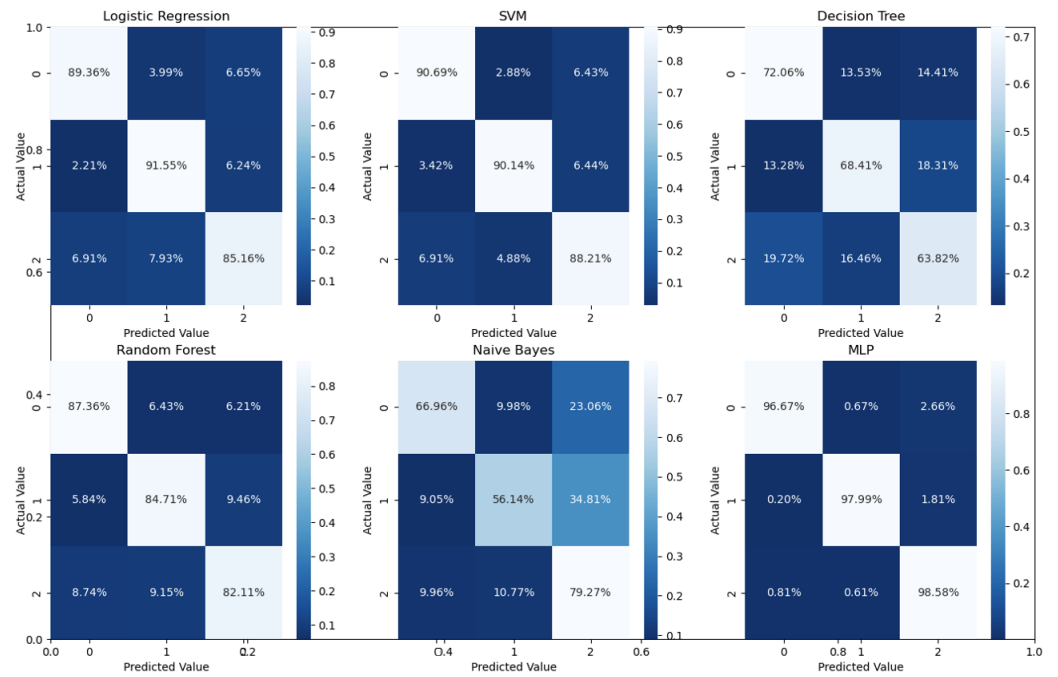 Logistic Regression SVM Decision Tree
1.0 0.9 0.9 0.7
0 89.36% 3.99% 6.65% 0 90.69% 2.88% 6.43% 0 72.06% 13.53% 14.41%
0.8 0.8 0.6
0.7 0.7
0.6 0.6 0.5
Actual Value 0.8 1 2.21% 91.55% 6.24% 0.5 Actual Value 1 3.42% 90.14% 6.44% 0.5 Actual Value 1 13.28% 68.41% 18.31% 0.4
0.4 0.4
0.3 0.3 0.3
2 6.91% 7.93% 85.16% 0.2 2 6.91% 4.88% 88.21% 0.2 2 19.72% 16.46% 63.82% 0.2
0.6 0.1 0.1
0 1 2 0 1 2 0 1 2
Predicted Value Predicted Value Predicted Value
Random Forest Naive Bayes MLP
0.4 0.8 0.7 0.8
0 87.36% 6.43% 6.21% 0 66.96% 9.98% 23.06% 0 96.67% 0.67% 2.66%
0.7 0.6 0.6
0.6 0.5
0.5
Actual Value 1 5.84% 84.71% 9.46% Actual Value 1 9.05% 56.14% 34.81% 1 0.20% 97.99% 1.81%
0.2 0.4 0.4 0.4
0.3 0.3
2 8.74% 9.15% 82.11% 0.2 2 9.96% 10.77% 79.27% 0.2 2 0.81% 0.61% 98.58% 0.2
0.0 0.1 0.1
0.0 0 1 0.2 0.4 1 2 0.6 0 0.8 1 2 1.0
Predicted Value Predicted Value Predicted Value